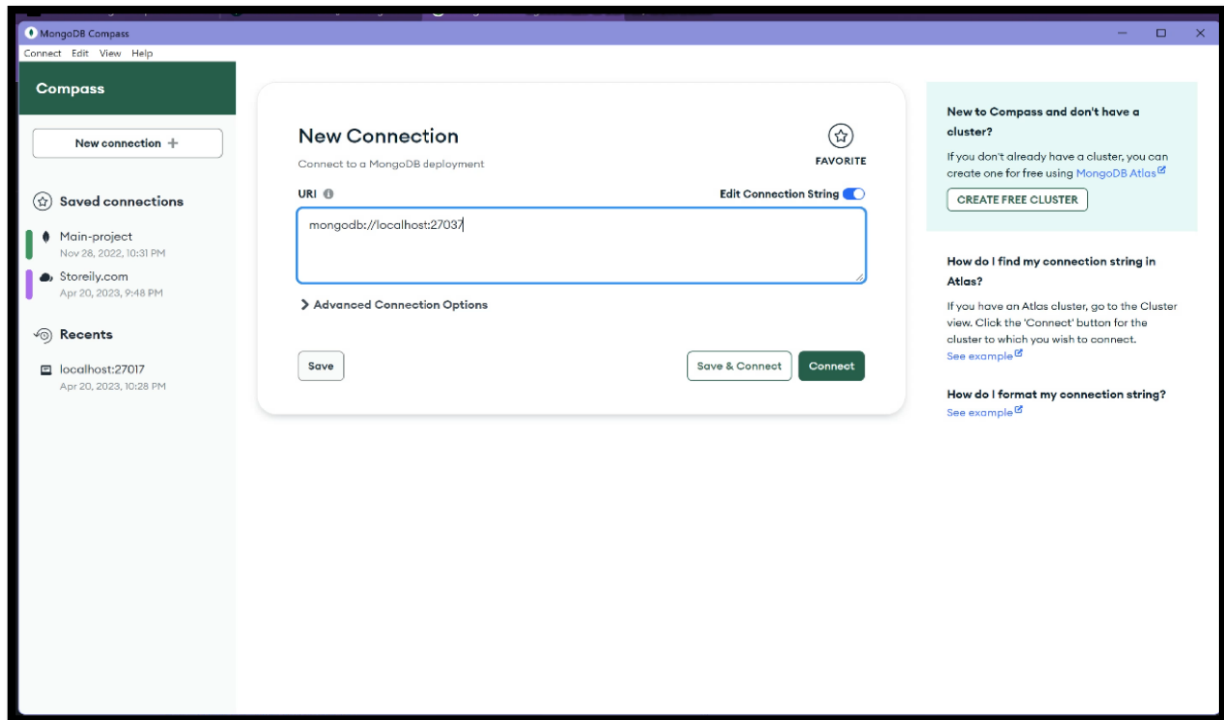 MongoDB Compass
Connect Edit View Help
Compass
New connection +
Saved connections
Main-project
Nov 28, 2022, 10:31 PM
Storeily.com
Apr 20, 2023, 9:48 PM
Recents
localhost:27017
Apr 20, 2023, 10:28 PM
New Connection
Connect to a MongoDB deployment
FAVORITE
URI
Edit Connection String
mongodb://localhost:27037
Advanced Connection Options
Save
Save & Connect
Connect
New to Compass and don't have a
cluster?
If you don't already have a cluster, you can
create one for free using MongoDB Atlas
CREATE FREE CLUSTER
How do I find my connection string in
Atlas?
If you have an Atlas cluster, go to the Cluster
view. Click the 'Connect' button for the
cluster to which you wish to connect.
See example
How do I format my connection string?
See example